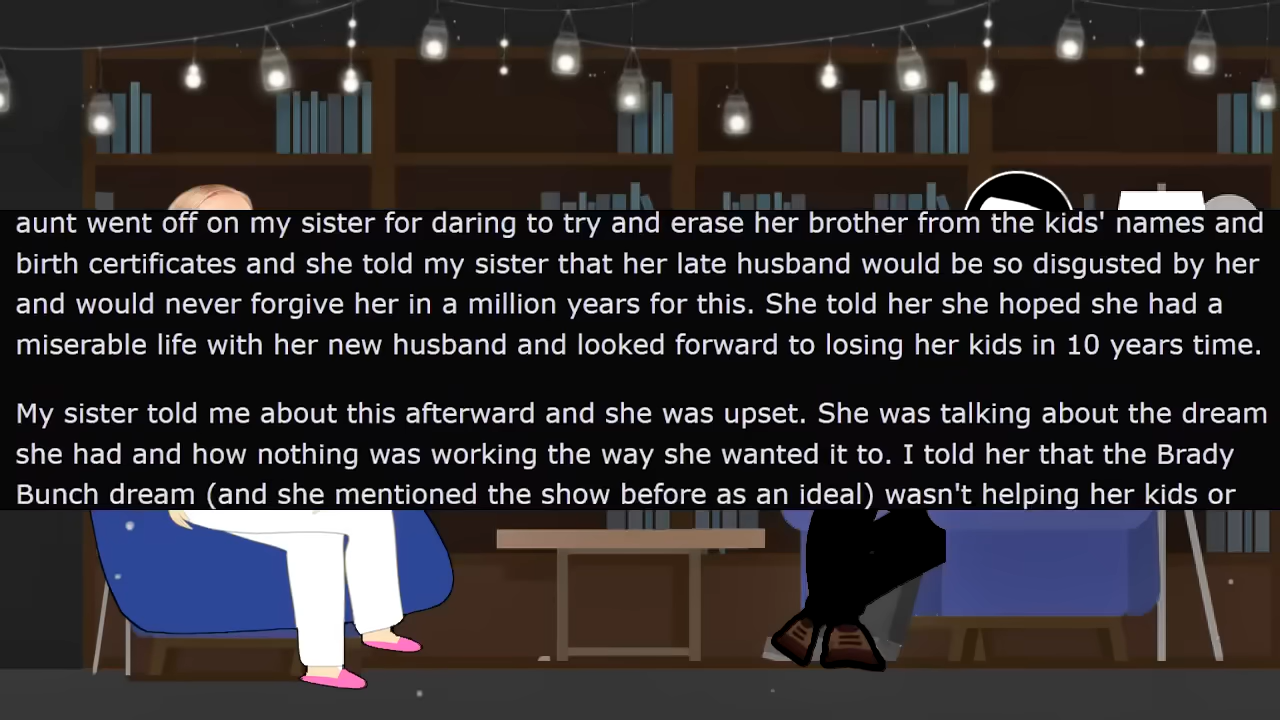 aunt went off on my sister for daring to try and erase her brother from the kids' names and
birth certificates and she told my sister that her late husband would be so disgusted by her
and would never forgive her in a million years for this. She told her she hoped she had a
miserable life with her new husband and looked forward to losing her kids in 10 years time.
My sister told me about this afterward and she was upset. She was talking about the dream
she had and how nothing was working the way she wanted it to. I told her that the Brady
Bunch dream (and she mentioned the show before as an ideal) wasn't helping her kids or